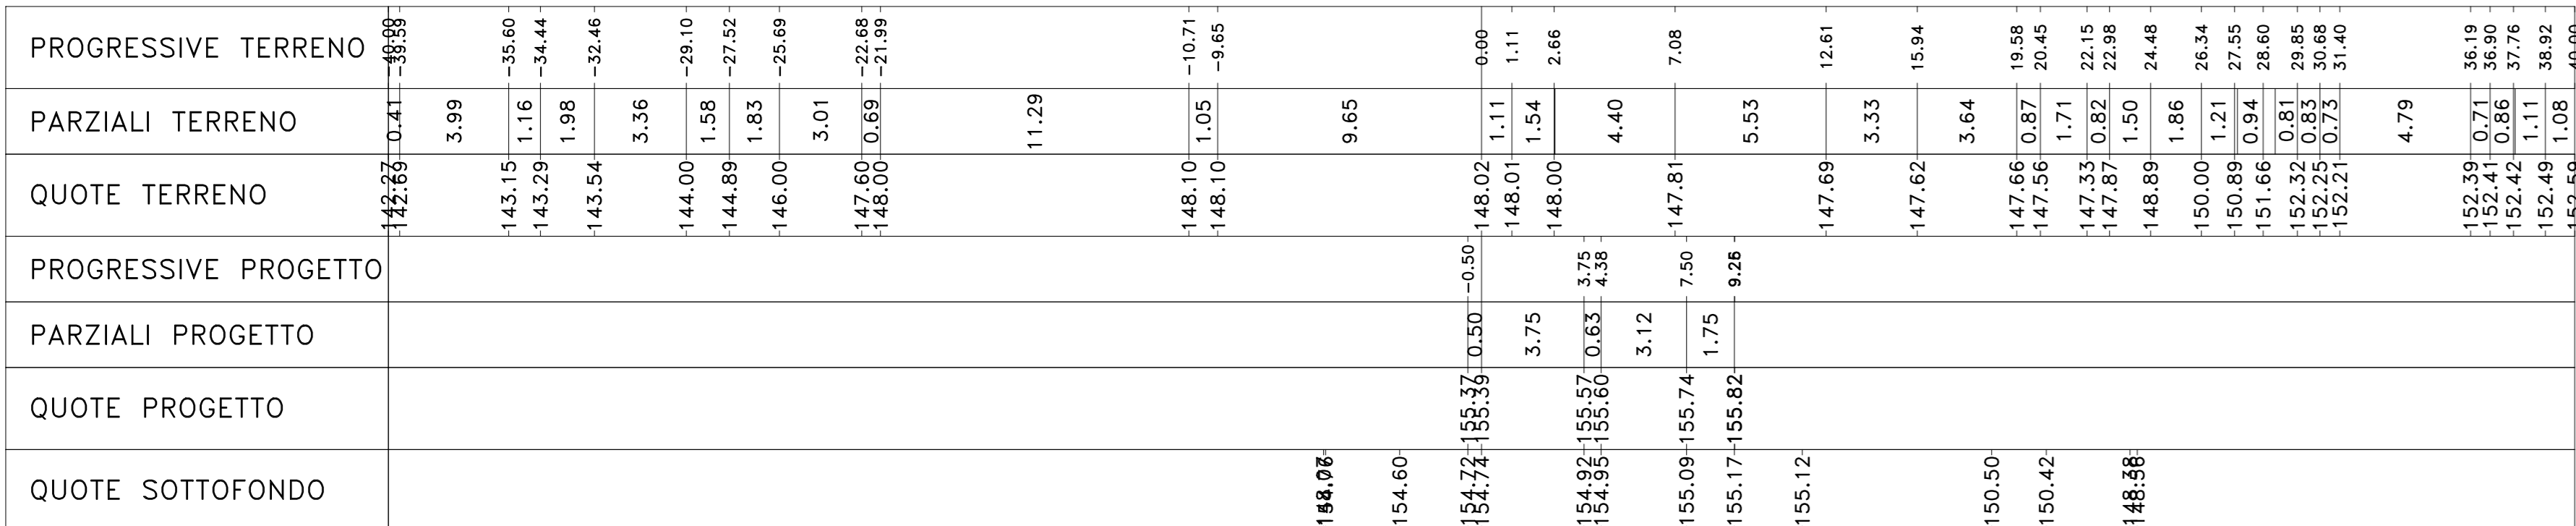 PROGRESSIVE TERRENO -40.00 -39.59 -35.60 -34.44 -32.46 -29.10 -27.52 -25.69 -22.68 -21.99 -10.71 -9.65 0.00 1.11 2.66 7.08 12.61 15.94 19.58 20.45 22.15 22.98 24.48 26.34 27.55 28.60 29.85 30.68 31.40 36.19 36.90 37.76 38.92 40.00
PARZIALI TERRENO 0.41 3.99 1.16 1.98 3.36 1.58 1.83 3.01 0.69 11.29 1.05 9.65 1.11 1.54 4.40 5.53 3.33 3.64 0.87 1.71 0.82 1.50 1.86 1.21 0.94 0.81 0.83 0.73 4.79 0.71 0.86 1.11 1.08
QUOTE TERRENO 142.27 142.69 143.15 143.29 143.54 144.00 144.89 146.00 147.60 148.00 148.10 148.10 148.02 148.01 148.00 147.81 147.69 147.62 147.66 147.56 147.33 147.87 148.89 150.00 150.89 151.66 152.32 152.25 152.21 152.39 152.41 152.42 152.49
PROGRESSIVE PROGETTO -0.50 3.75 4.38 7.50
PARZIALI PROGETTO 0.50 3.75 0.63 3.12 1.75
QUOTE PROGETTO 155.37 155.39 155.57 155.60 155.74 155.82
QUOTE SOTTOFONDO 154.60 154.72 154.74 154.92 154.95 155.09 155.17 155.12 150.50 150.42